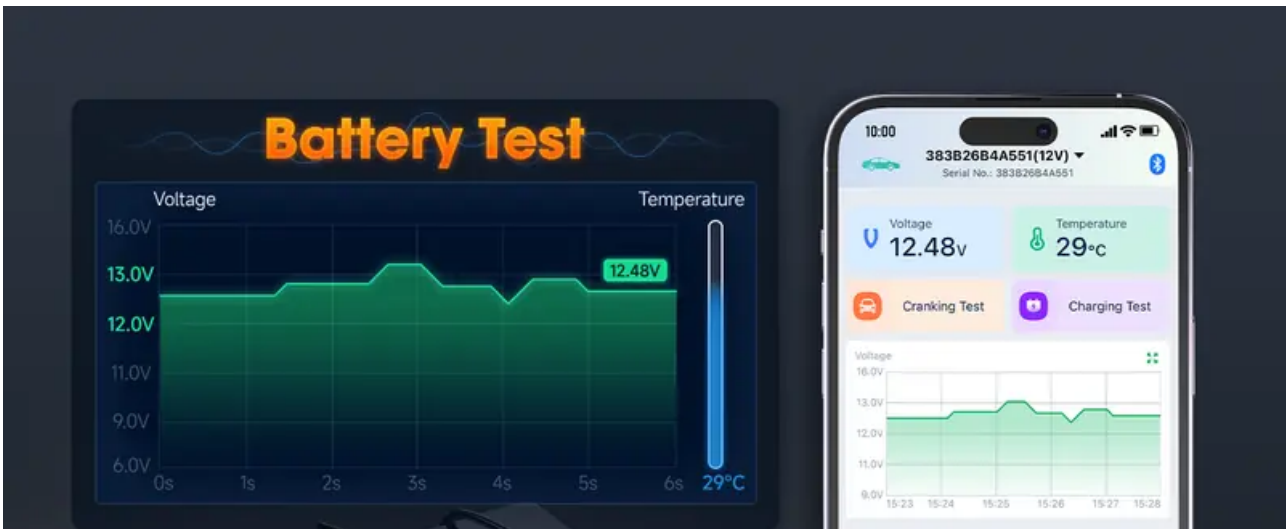 Battery Test
Voltage
Temperature
16.0V
13.0V
12.0V
11.0V
9.0V
6.0V
12.48V
0s 1s 2s 3s 4s 5s 6s
29°C
10:00
383B26B4A551(12V)
Serial No.: 383B26B4A551
Voltage
12.48V
Temperature
29°C
Cranking Test
Charging Test
Voltage
16.0V
13.0V
12.0V
11.0V
9.0V
15:23 15:24 15:25 15:26 15:27 15:28